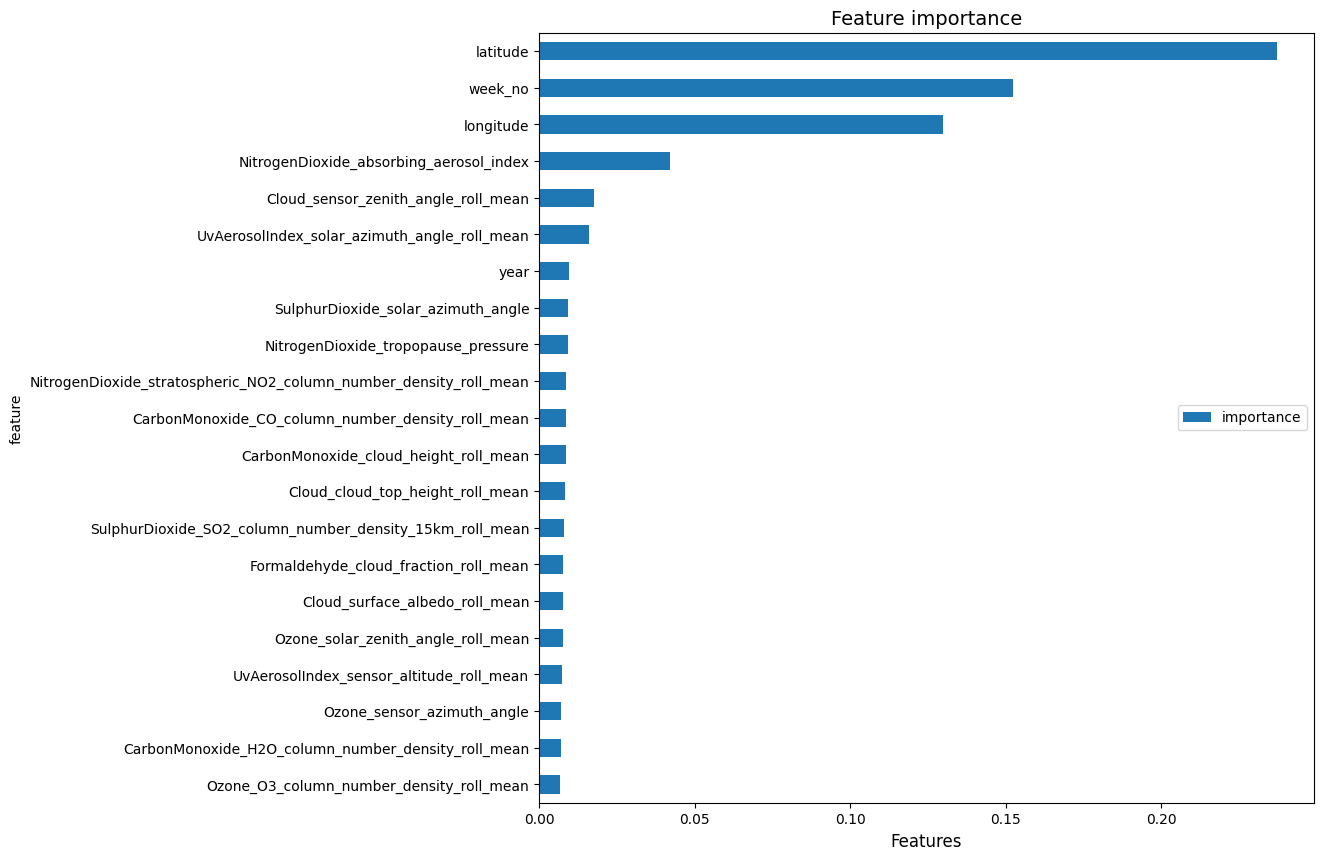 Feature importance
latitude
week_no
longitude
NitrogenDioxide_absorbing_aerosol_index
Cloud_sensor_zenith_angle_roll_mean
UvAerosolIndex_solar_azimuth_angle_roll_mean
year
SulphurDioxide_solar_azimuth_angle
NitrogenDioxide_tropopause_pressure
NitrogenDioxide_stratospheric_NO2_column_number_density_roll_mean
CarbonMonoxide_CO_column_number_density_roll_mean
CarbonMonoxide_cloud_height_roll_mean
Cloud_cloud_top_height_roll_mean
SulphurDioxide_SO2_column_number_density_15km_roll_mean
Formaldehyde_cloud_fraction_roll_mean
Cloud_surface_albedo_roll_mean
Ozone_solar_zenith_angle_roll_mean
UvAerosolIndex_sensor_altitude_roll_mean
Ozone_sensor_azimuth_angle
CarbonMonoxide_H2O_column_number_density_roll_mean
Ozone_O3_column_number_density_roll_mean
feature
importance
0.00 0.05 0.10 0.15 0.20
Features